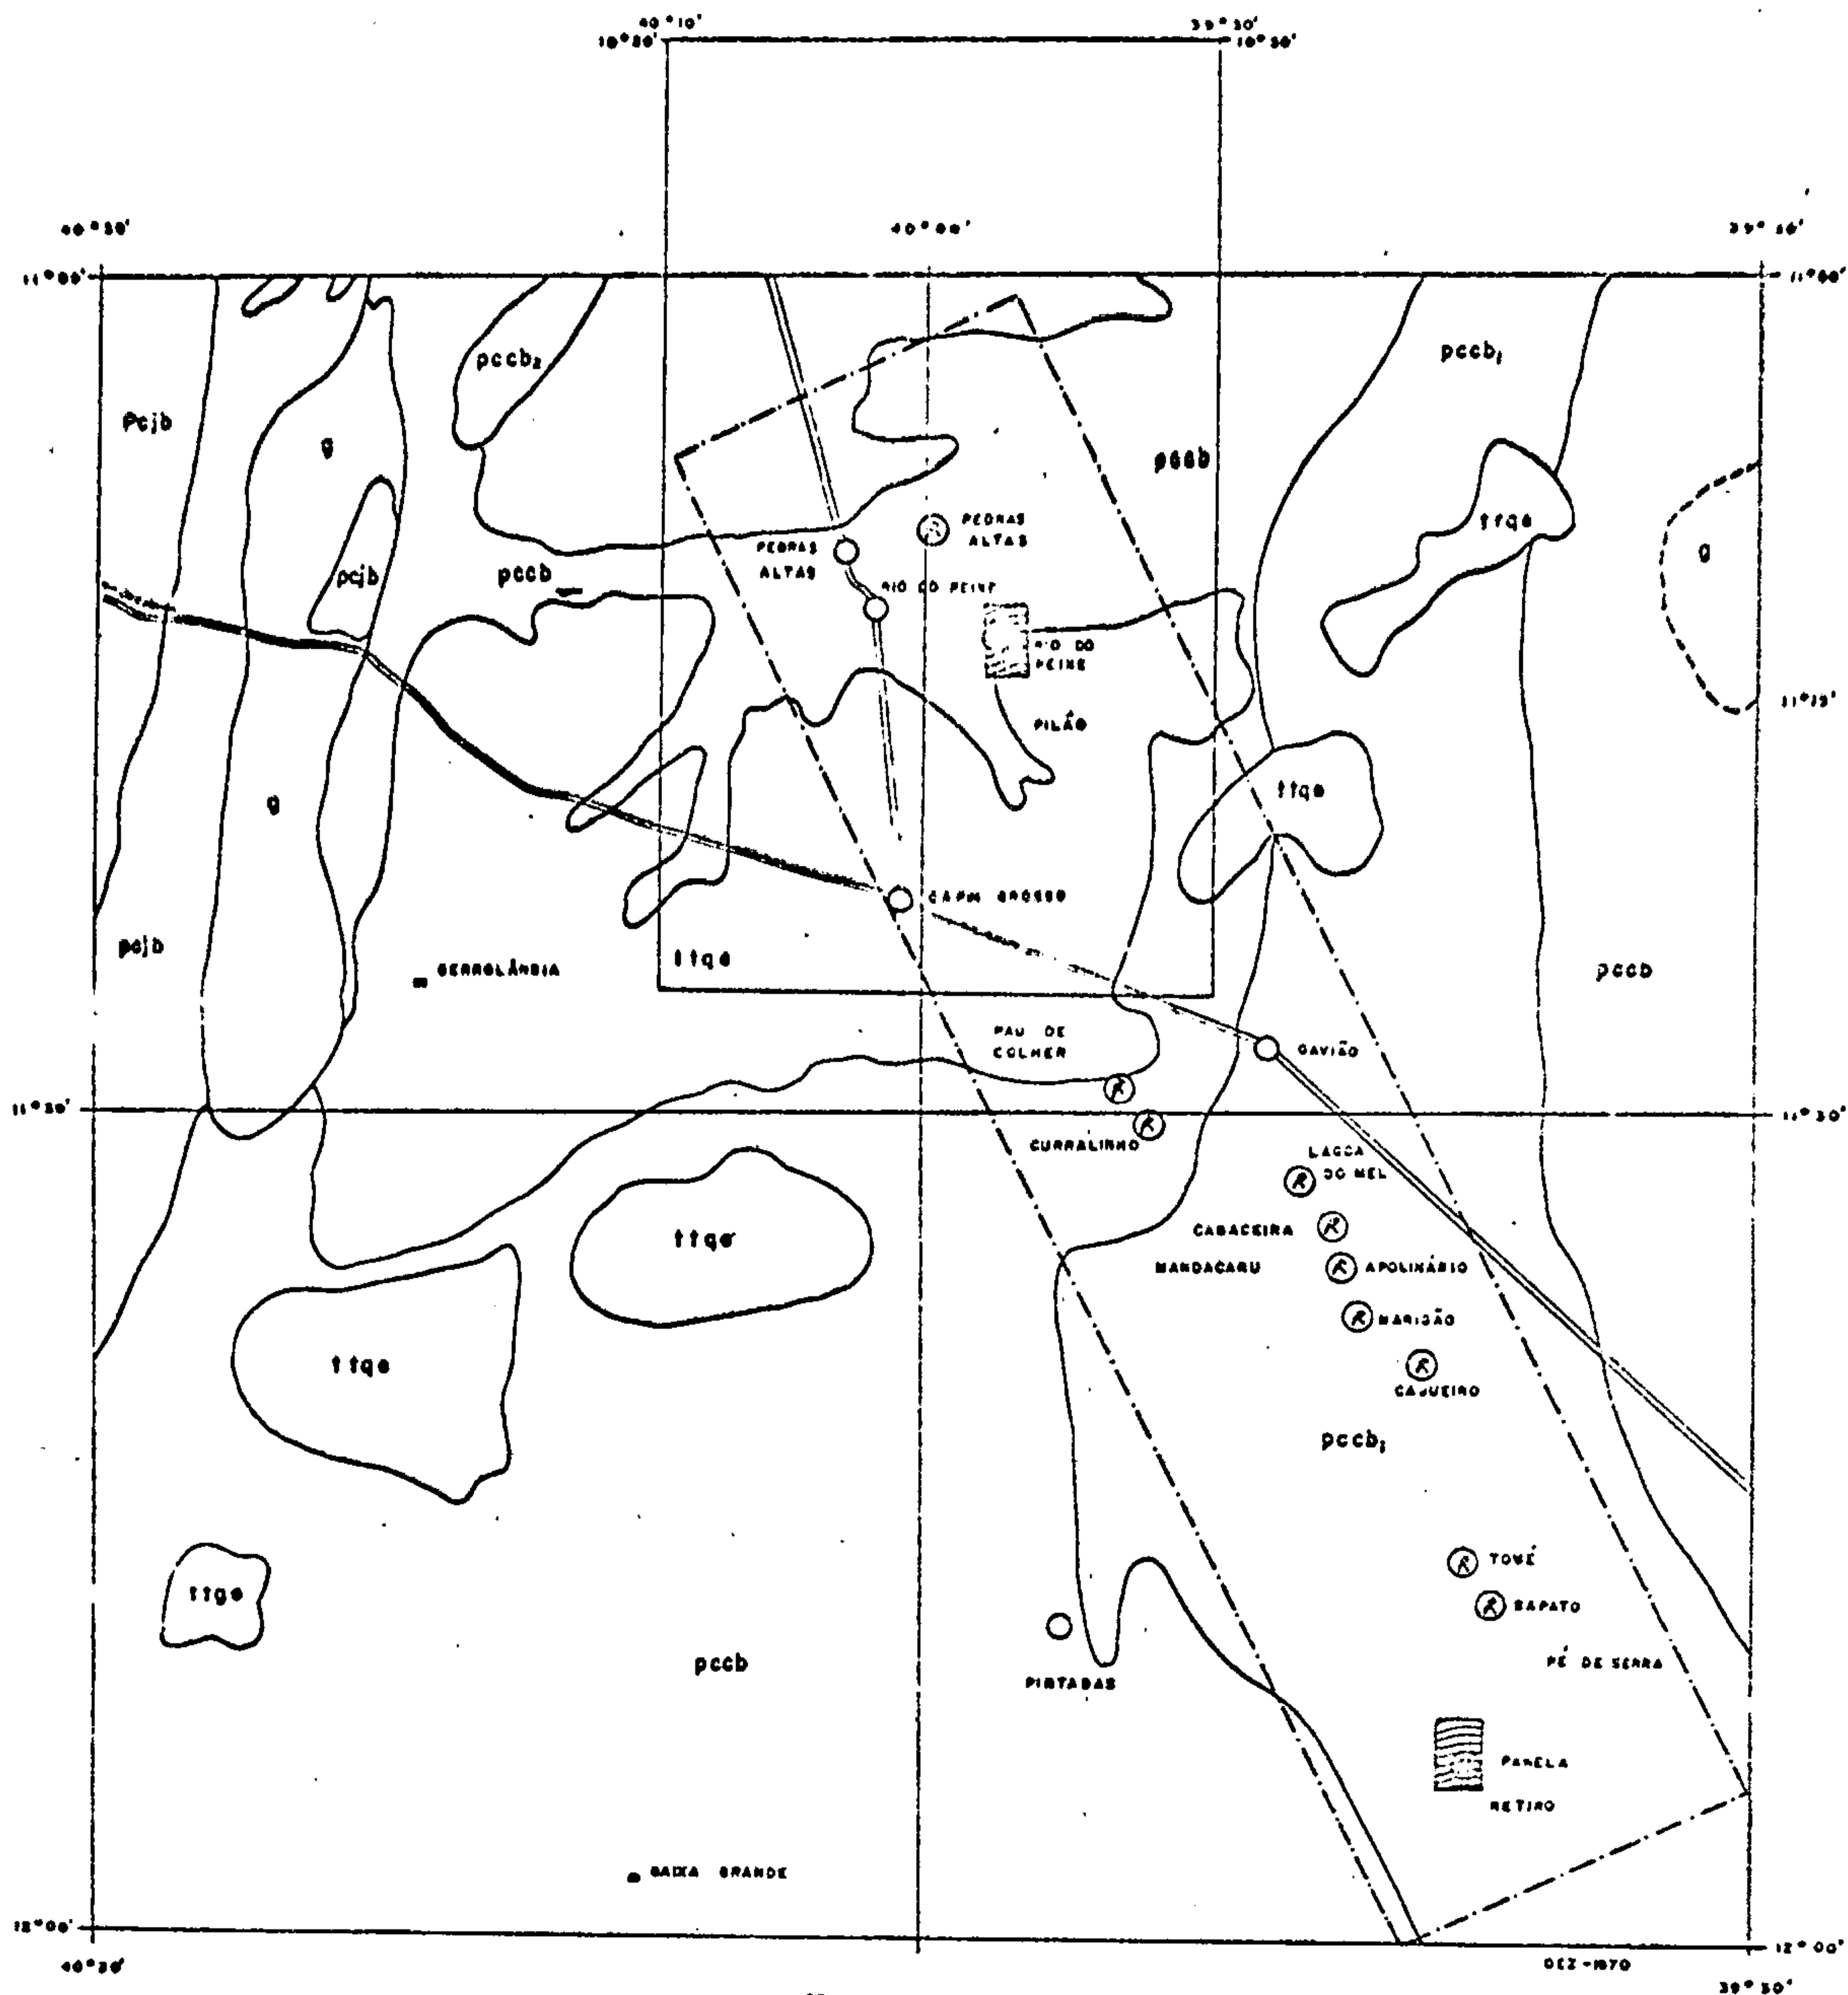 40°10'
39°50'
10°50'
10°50'
40°30'
40°00'
39°30'
11°00'
11°00'
pccb₂
pccb₁
Pcjb
g
pccb
ttqe
PEDRAS
ALTAS
g
PEDRAS
ALTAS
pcjb
pccb
RIO DO PEIXE
RIO DO
PEIXE
11°15'
PILÃO
g
ttqe
CAPIM GROSSO
pcjb
ttqe
SERROLÂNDIA
pccb
PAU DE
COLHER
GAVIÃO
11°30'
11°30'
CURRALINHO
LAGOA
DO MEL
ttqe
CABACEIRA
MANDACARU
APOLINÁRIO
MARISÃO
ttqe
CAJUEIRO
pccb₁
TOMÉ
ttqe
SAPATO
pccb
PÉ DE SERRA
PINTADAS
PANELA
RETIRO
BAIXA GRANDE
12°00'
12°00'
40°30'
DEZ-1970
39°30'